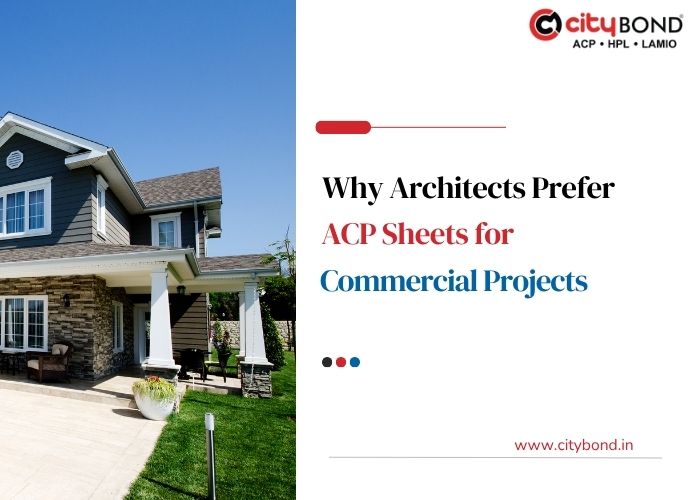 citybOND
ACP • HPL • LAMIO
Why Architects Prefer
ACP Sheets for
Commercial Projects
www.citybond.in